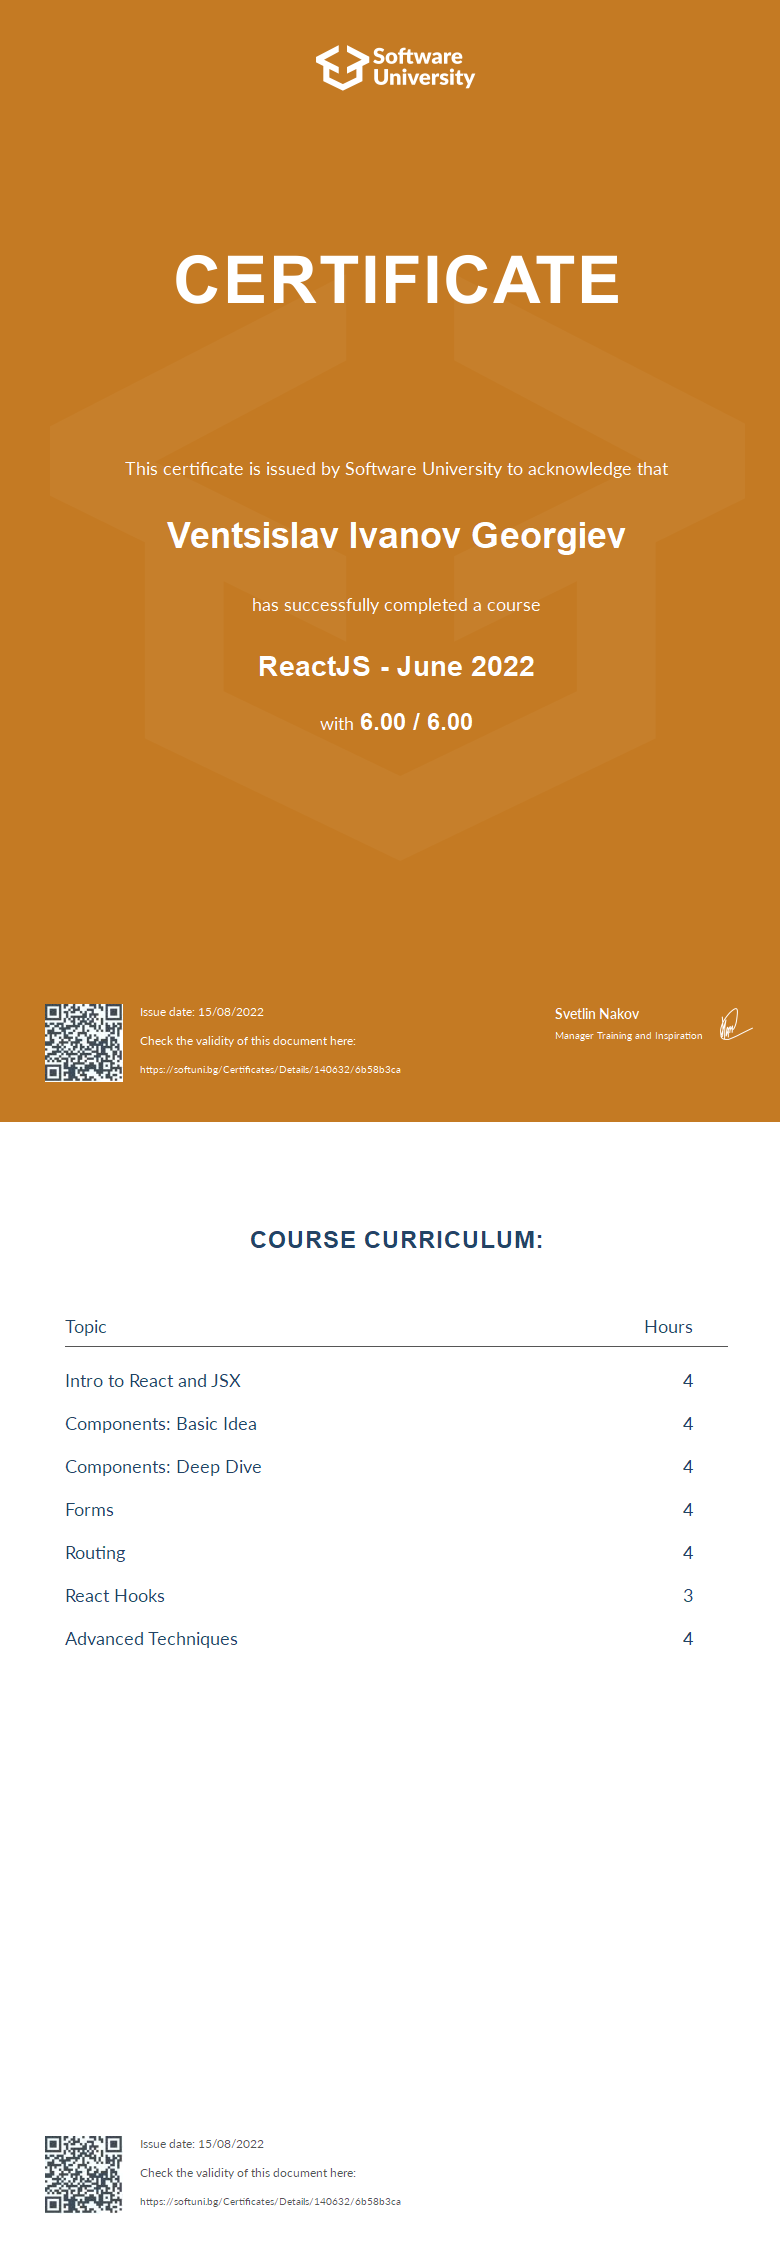 Software
University
CERTIFICATE
This certificate is issued by Software University to acknowledge that
Ventsislav Ivanov Georgiev
has successfully completed a course
ReactJS - June 2022
with 6.00 / 6.00
Issue date: 15/08/2022
Check the validity of this document here:
https://softuni.bg/Certificates/Details/140632/6b58b3ca
Svetlin Nakov
Manager Training and Inspiration
COURSE CURRICULUM:
Topic Hours
Intro to React and JSX 4
Components: Basic Idea 4
Components: Deep Dive 4
Forms 4
Routing 4
React Hooks 3
Advanced Techniques 4
Issue date: 15/08/2022
Check the validity of this document here:
https://softuni.bg/Certificates/Details/140632/6b58b3ca